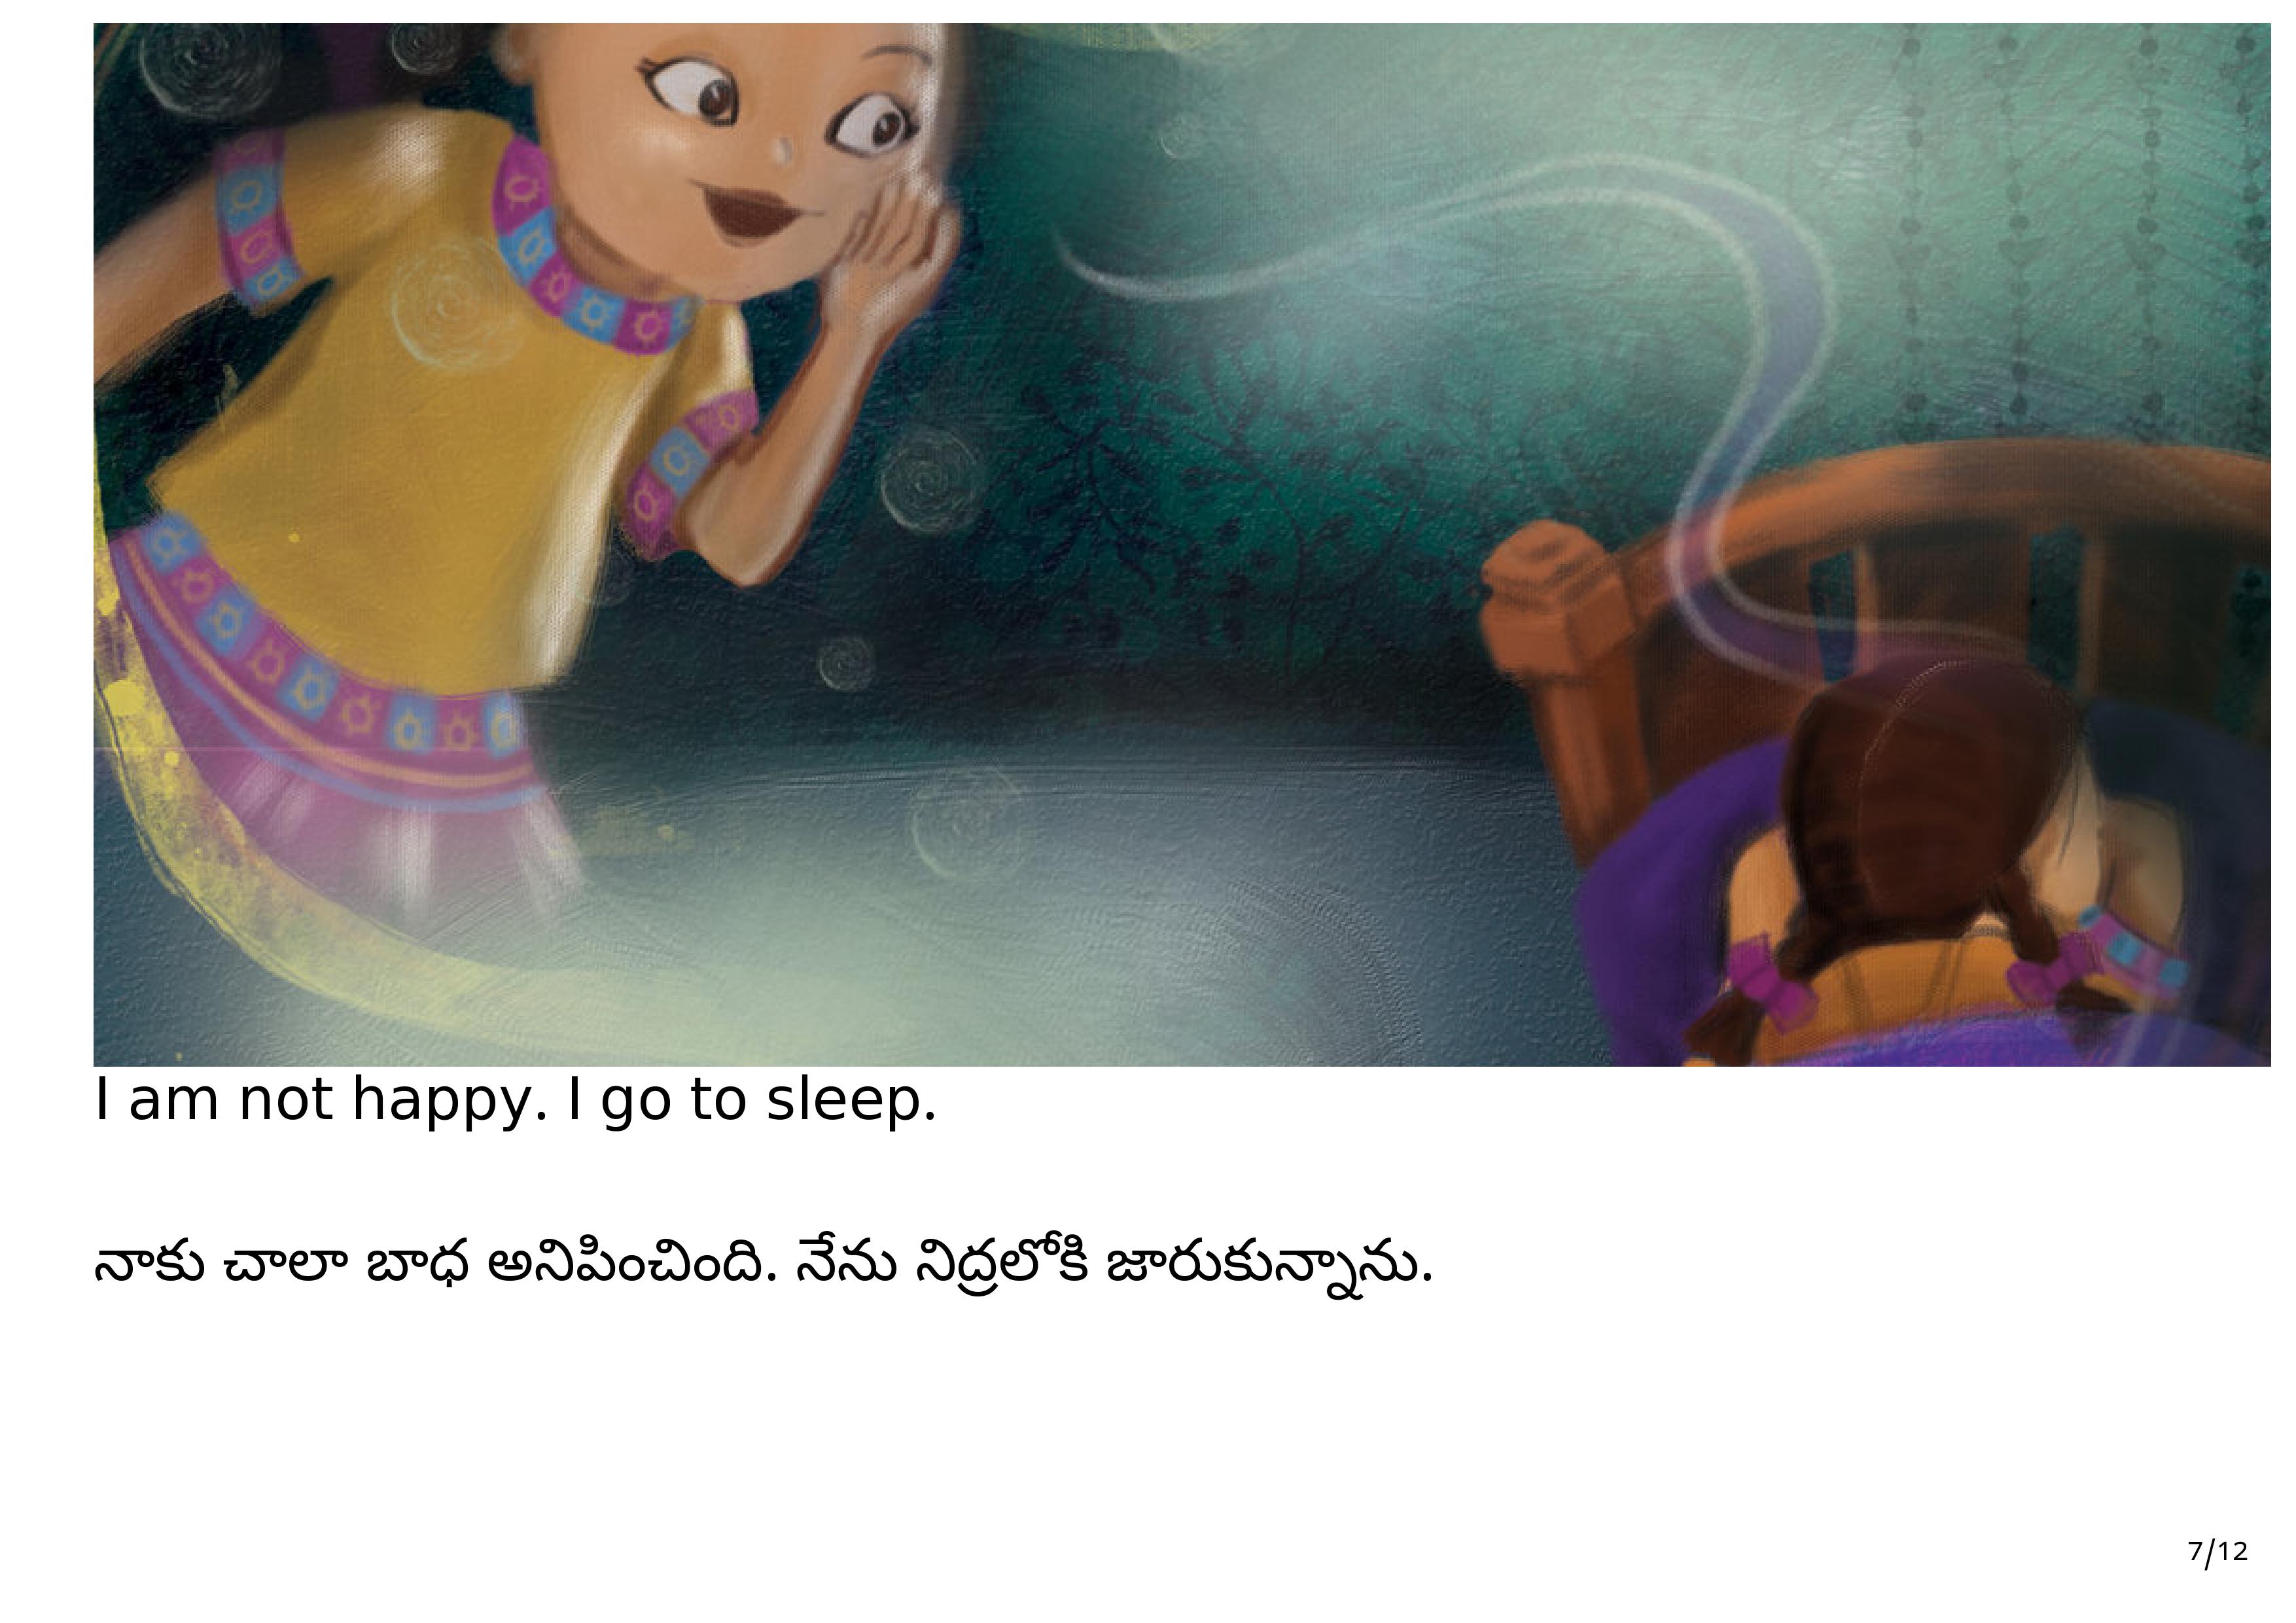 I am not happy. I go to sleep.
నాకు చాలా బాధ అనిపించింది. నేను నిద్రలోకి జారుకున్నాను.
7/12